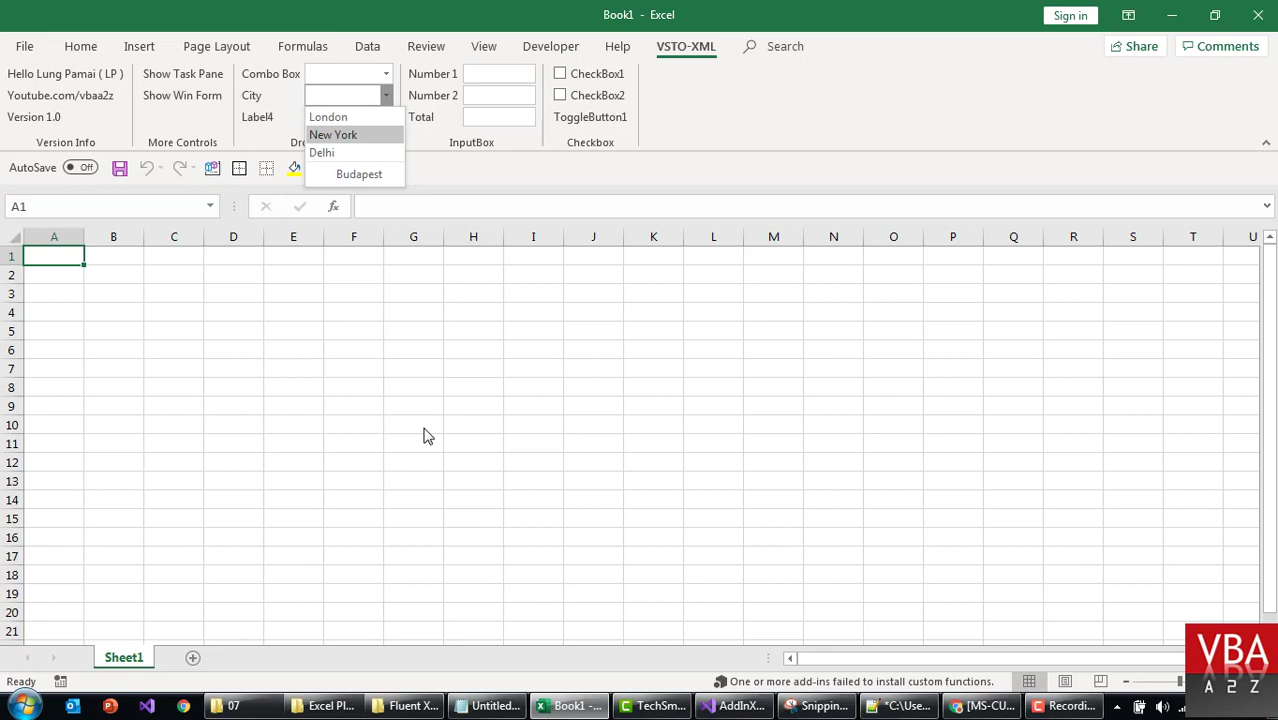 Book1 - Excel
Sign in
File Home Insert Page Layout Formulas Data Review View Developer Help VSTO-XML Search Share Comments
Hello Lung Pamai ( LP ) Show Task Pane Combo Box Number 1 CheckBox1
Youtube.com/vbaa2z Show Win Form City Number 2 CheckBox2
Version 1.0 Label4 London Total ToggleButton1
New York
Version Info More Controls Dro InputBox Checkbox
Delhi
AutoSave Off
Budapest
A1 fx
A B C D E F G H I J K L M N O P Q R S T U
1
2
3
4
5
6
7
8
9
10
11
12
13
14
15
16
17
18
19
20
21
Sheet1
VBA
A 2 Z
Ready One or more add-ins failed to install custom functions.
07 Excel Pl... Fluent X... Untitled... Book1 -... TechSm... AddInX... Snippin... *C:\Use... [MS-CU... Recordi...